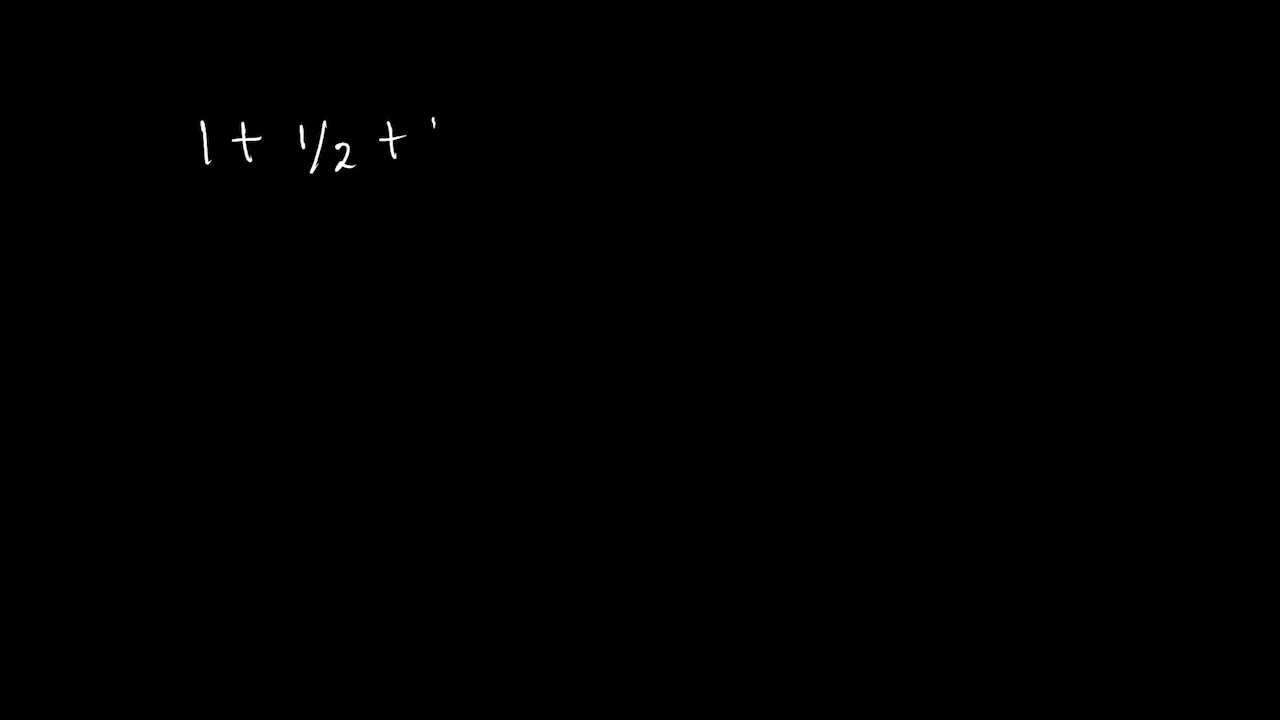 1 + 1/2 +